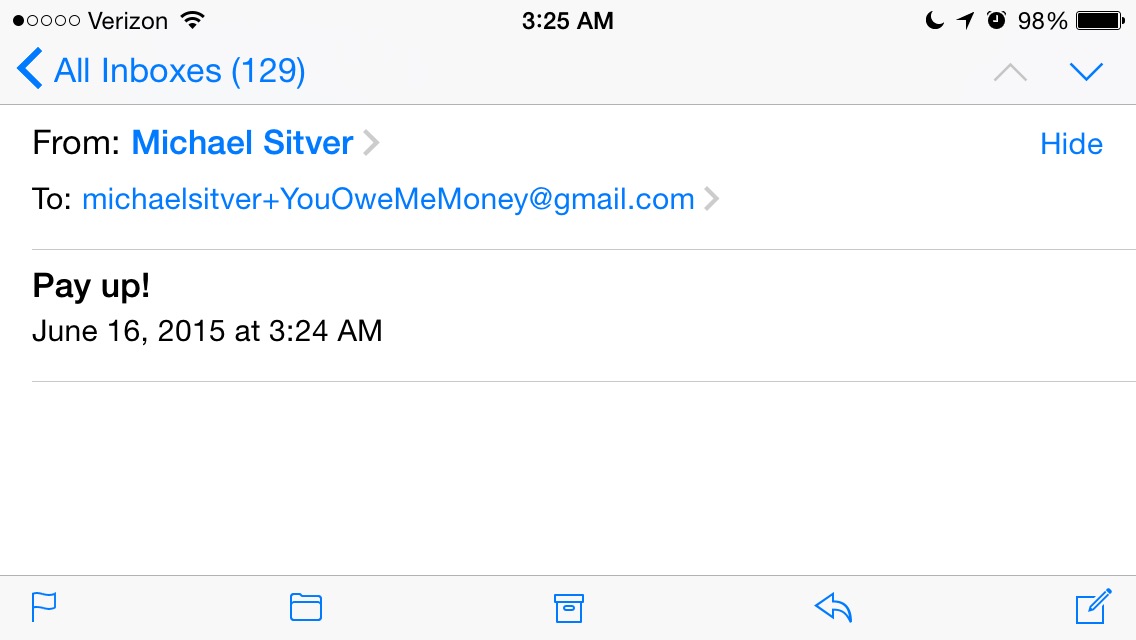 Verizon 3:25 AM 98%
All Inboxes (129)
From: Michael Sitver Hide
To: michaelsitver+YouOweMeMoney@gmail.com
Pay up!
June 16, 2015 at 3:24 AM